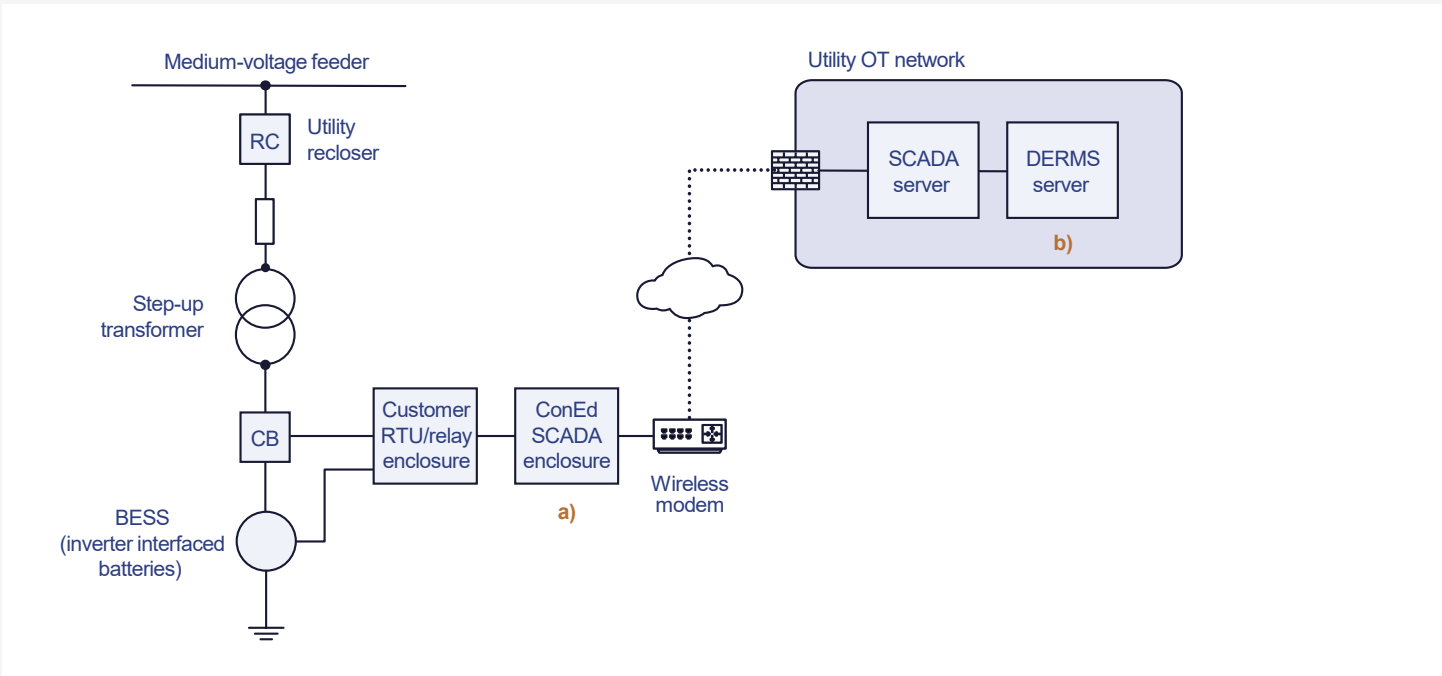 Medium-voltage feeder
RC
Utility
recloser
Step-up
transformer
CB
BESS
(inverter interfaced
batteries)
Customer
RTU/relay
enclosure
ConEd
SCADA
enclosure
a)
Wireless
modem
Utility OT network
SCADA
server
DERMS
server
b)